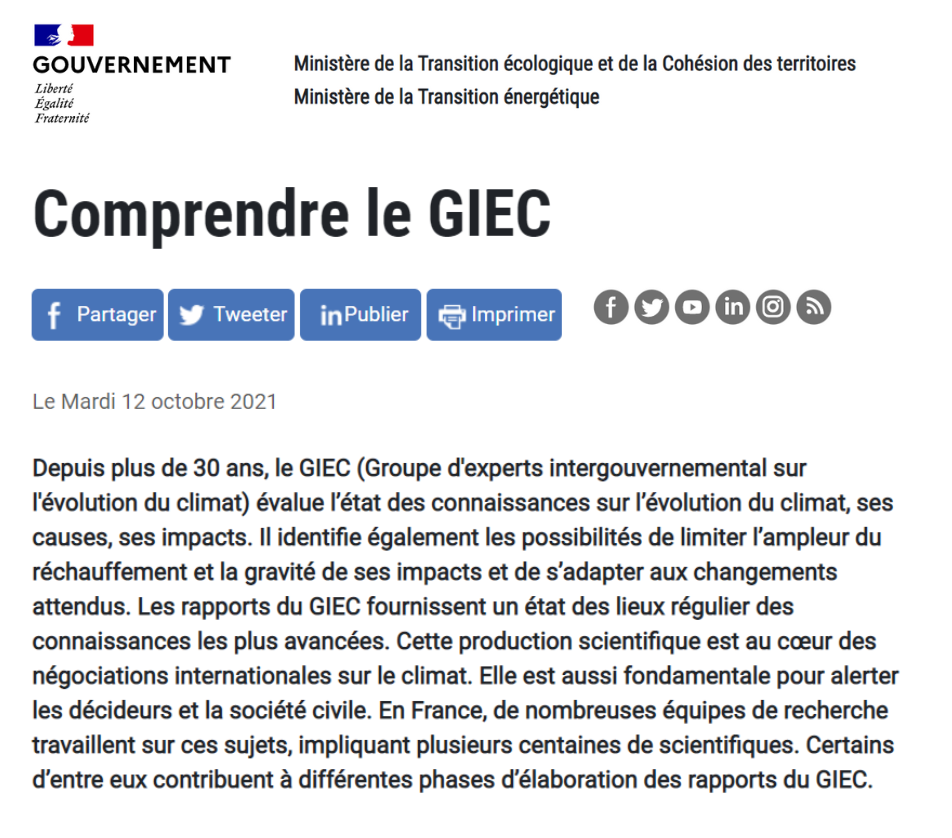 GOUVERNEMENT
Liberté
Égalité
Fraternité
Ministère de la Transition écologique et de la Cohésion des territoires
Ministère de la Transition énergétique
Comprendre le GIEC
Partager
Tweeter
Publier
Imprimer
Le Mardi 12 octobre 2021
Depuis plus de 30 ans, le GIEC (Groupe d'experts intergouvernemental sur
l'évolution du climat) évalue l’état des connaissances sur l’évolution du climat, ses
causes, ses impacts. Il identifie également les possibilités de limiter l’ampleur du
réchauffement et la gravité de ses impacts et de s’adapter aux changements
attendus. Les rapports du GIEC fournissent un état des lieux régulier des
connaissances les plus avancées. Cette production scientifique est au cœur des
négociations internationales sur le climat. Elle est aussi fondamentale pour alerter
les décideurs et la société civile. En France, de nombreuses équipes de recherche
travaillent sur ces sujets, impliquant plusieurs centaines de scientifiques. Certains
d’entre eux contribuent à différentes phases d’élaboration des rapports du GIEC.